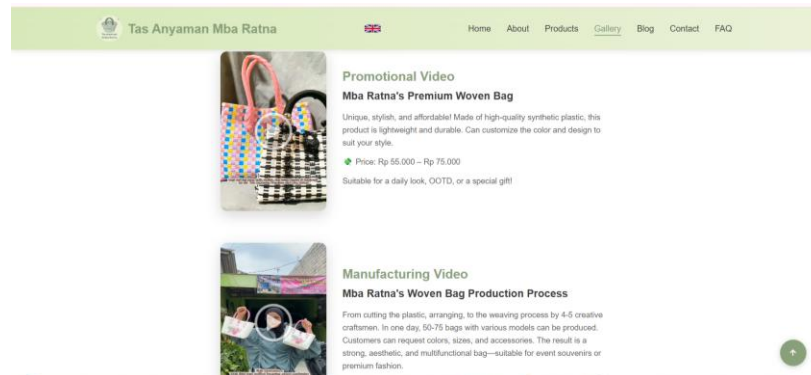 Tas Anyaman Mba Ratna
Home About Products Gallery Blog Contact FAQ
Promotional Video
Mba Ratna's Premium Woven Bag
Unique, stylish, and affordable! Made of high-quality synthetic plastic, this
product is lightweight and durable. Can customize the color and design to
suit your style.
Price: Rp 55.000 – Rp 75.000
Suitable for a daily look, OOTD, or a special gift!
Manufacturing Video
Mba Ratna's Woven Bag Production Process
From cutting the plastic, arranging, to the weaving process by 4-5 creative
craftsmen. In one day, 50-75 bags with various models can be produced.
Customers can request colors, sizes, and accessories. The result is a
strong, aesthetic, and multifunctional bag—suitable for event souvenirs or
premium fashion.